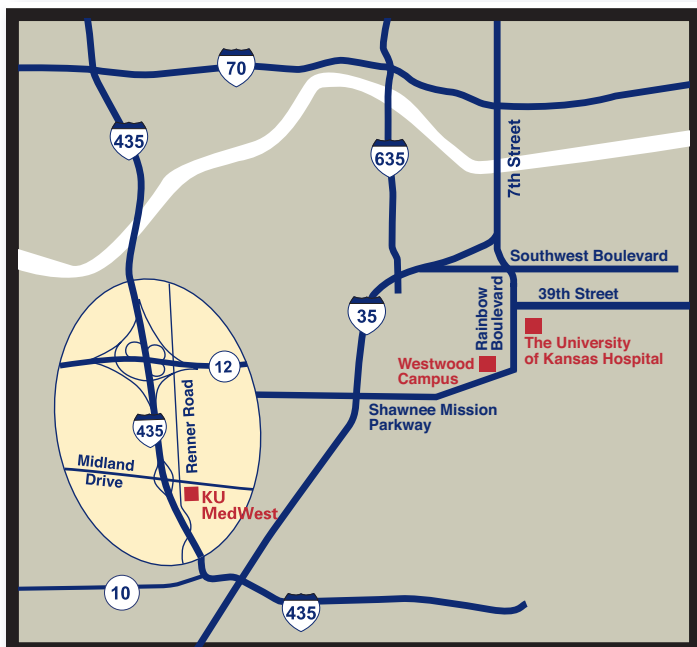 70
435
635
7th Street
Southwest Boulevard
Rainbow
Boulevard
39th Street
35
The University
of Kansas Hospital
Westwood
Campus
12
Shawnee Mission
Parkway
435
Renner Road
Midland
Drive
KU
MedWest
10
435